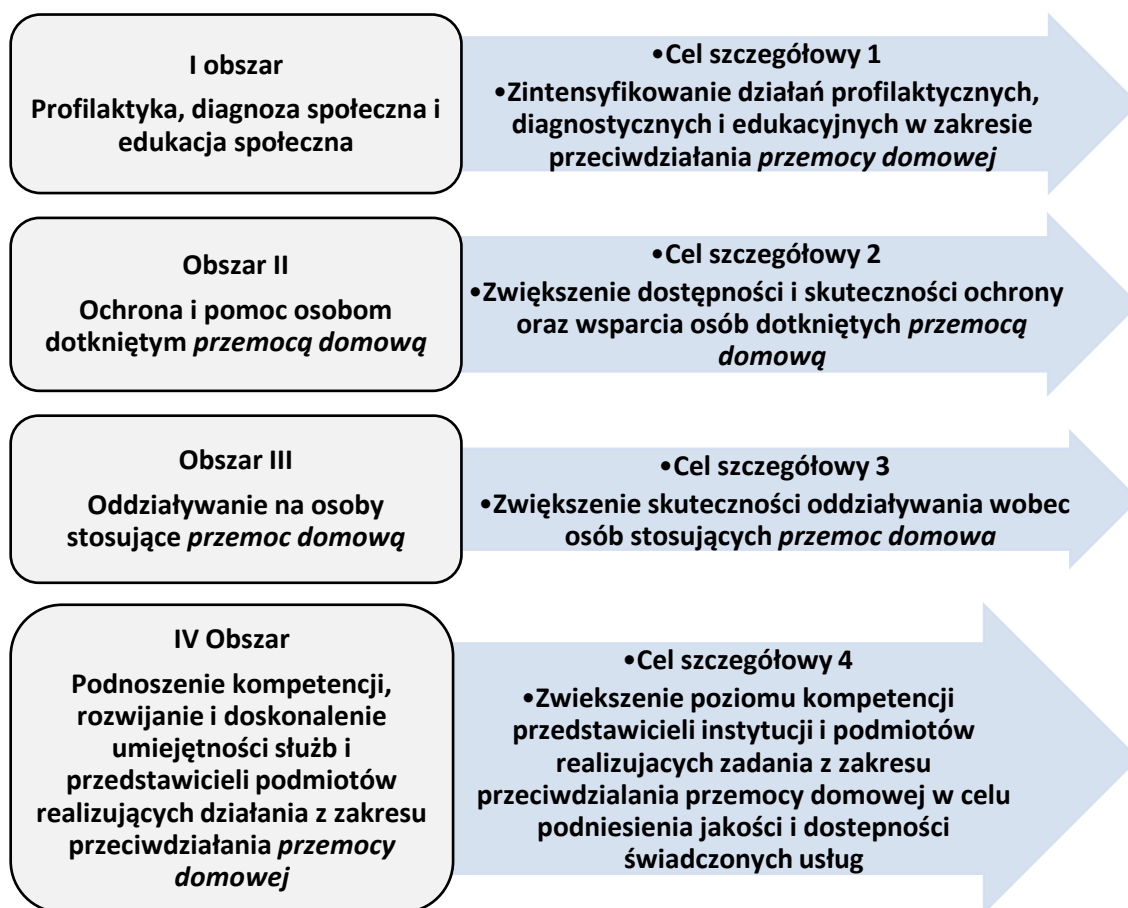 I obszar
Profilaktyka, diagnoza społeczna i
edukacja społeczna
•Cel szczegółowy 1
•Zintensyfikowanie działań profilaktycznych,
diagnostycznych i edukacyjnych w zakresie
przeciwdziałania przemocy domowej
Obszar II
Ochrona i pomoc osobom
dotkniętym przemocą domową
•Cel szczegółowy 2
•Zwiększenie dostępności i skuteczności ochrony
oraz wsparcia osób dotkniętych przemocą
domową
Obszar III
Oddziaływanie na osoby
stosujące przemoc domową
•Cel szczegółowy 3
•Zwiększenie skuteczności oddziaływania wobec
osób stosujących przemoc domowa
IV Obszar
Podnoszenie kompetencji,
rozwijanie i doskonalenie
umiejętności służb i
przedstawicieli podmiotów
realizujących działania z zakresu
przeciwdziałania przemocy
domowej
•Cel szczegółowy 4
•Zwiekszenie poziomu kompetencji
przedstawicieli instytucji i podmiotów
realizujacych zadania z zakresu
przeciwdzialania przemocy domowej w celu
podniesienia jakości i dostepności
świadczonych usług